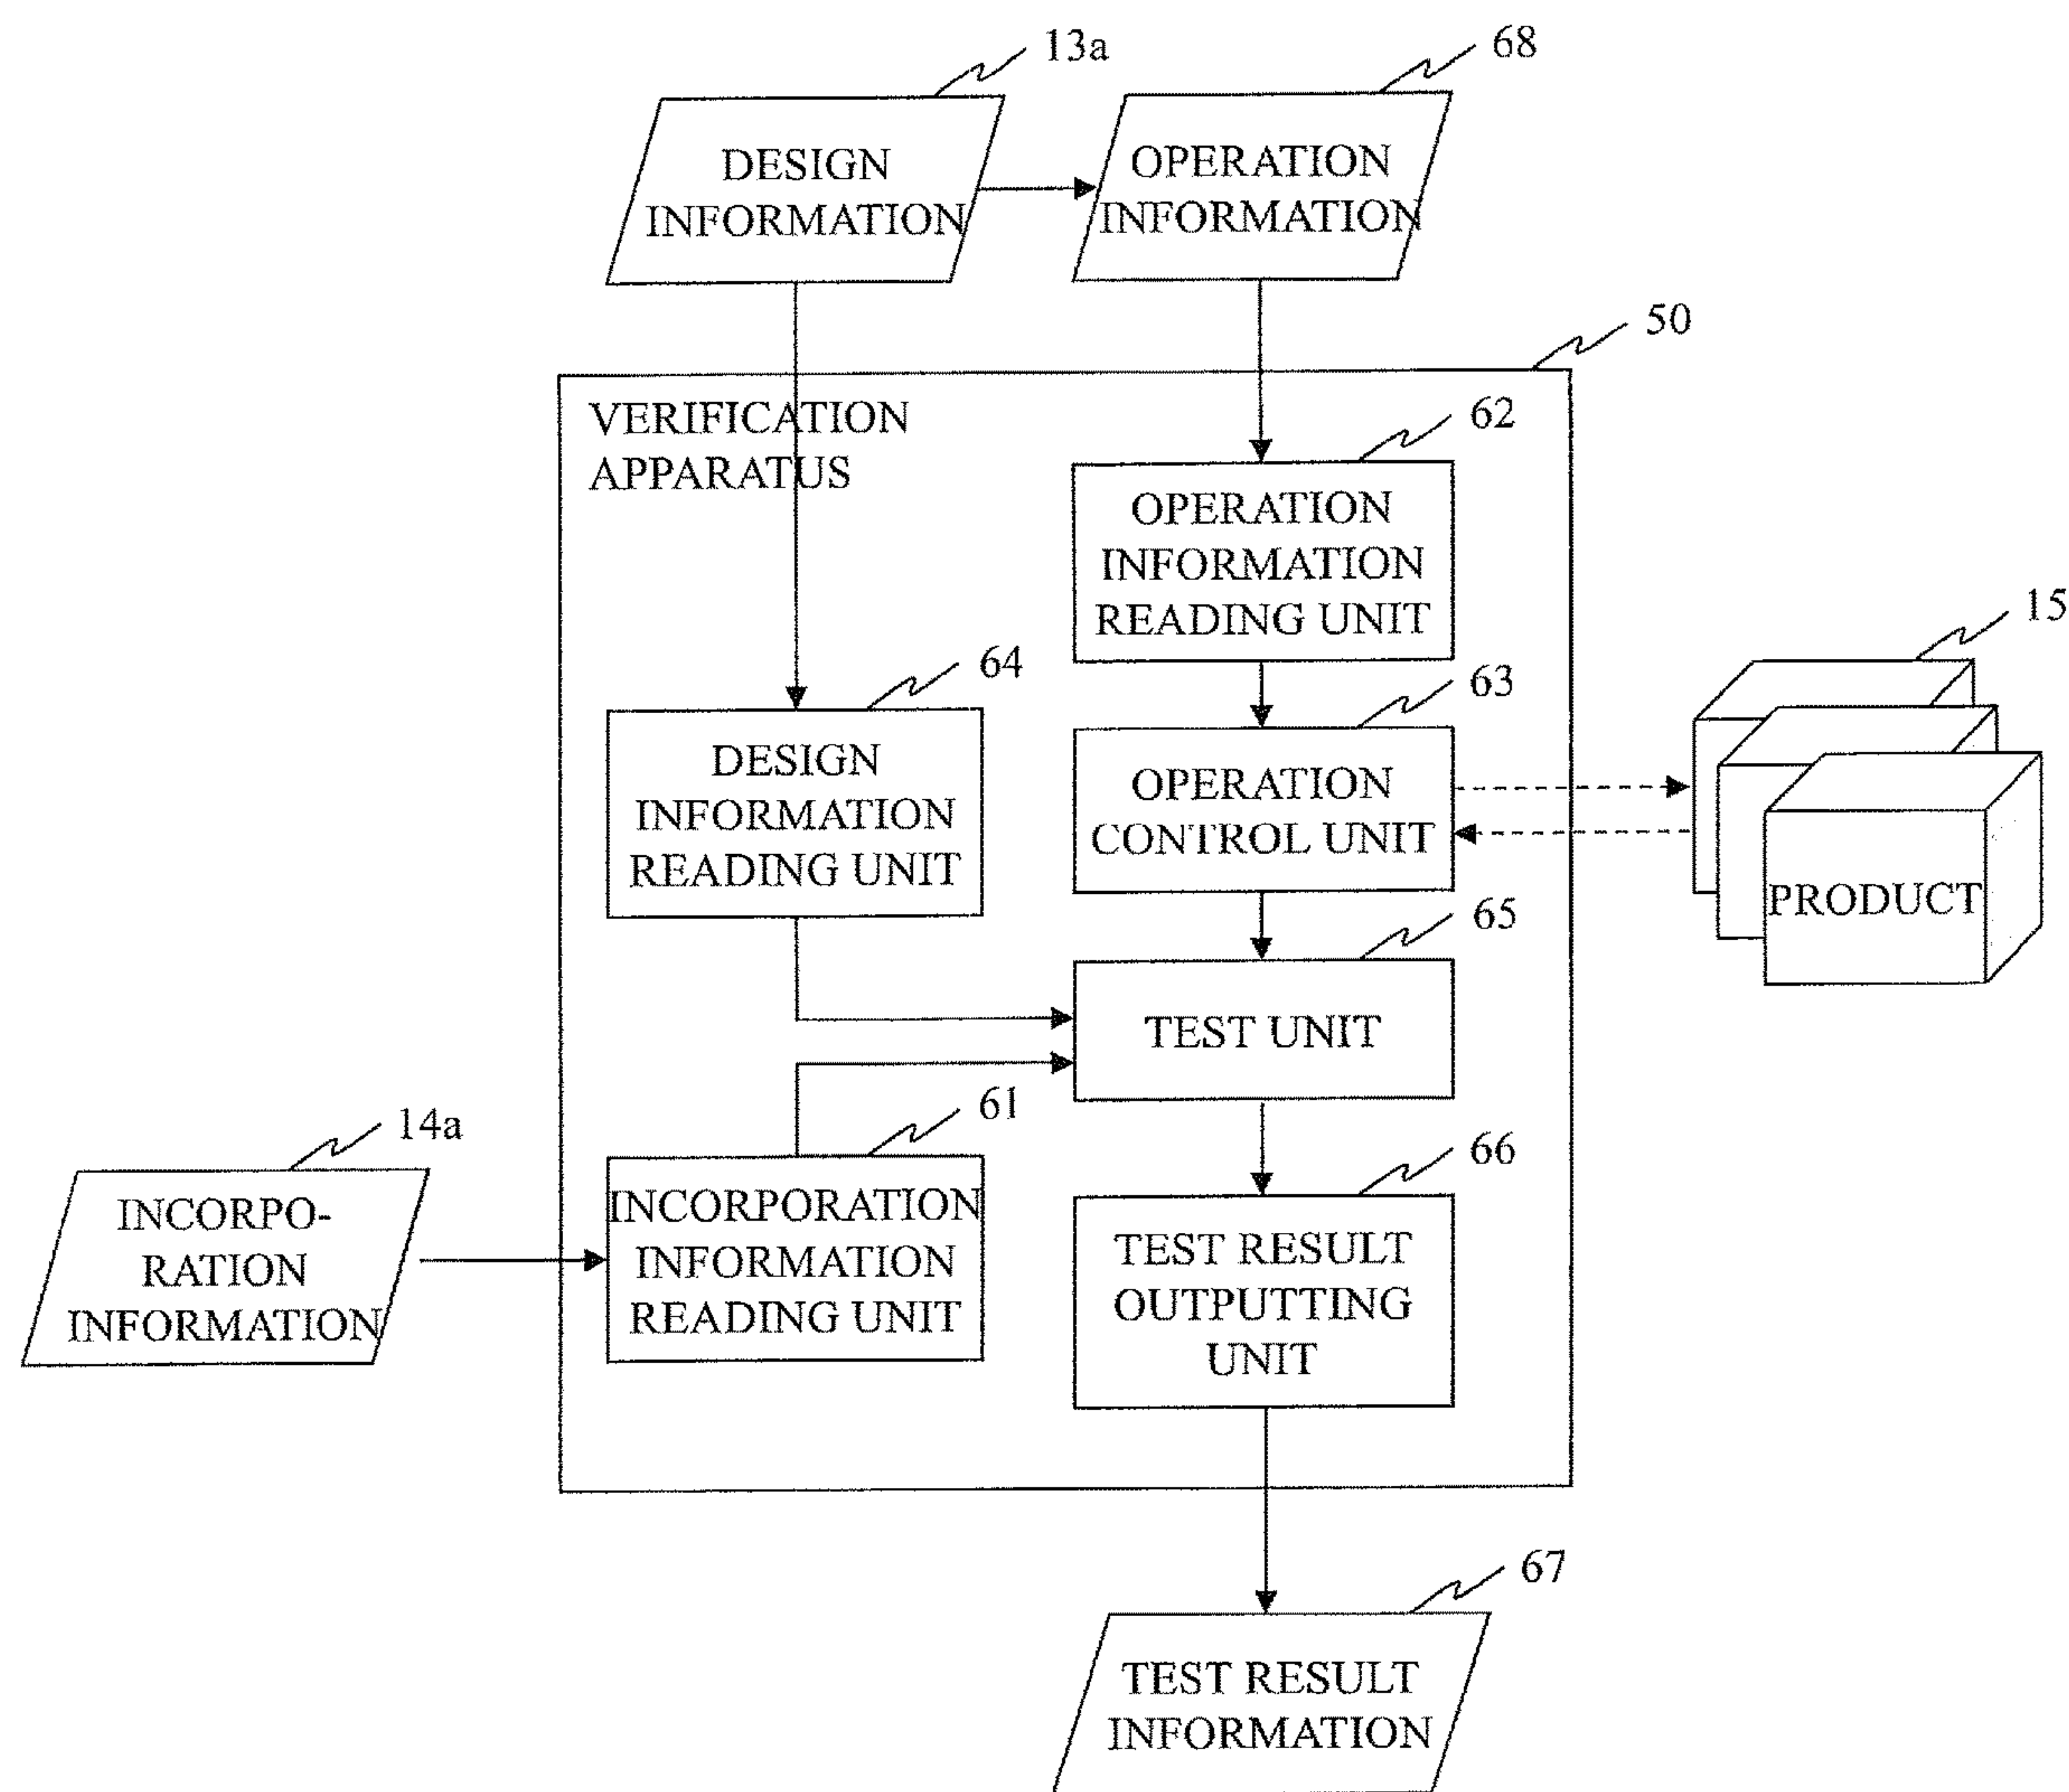 13a
68
DESIGN
INFORMATION
OPERATION
INFORMATION
50
VERIFICATION
APPARATUS
62
OPERATION
INFORMATION
READING UNIT
15
64
63
DESIGN
INFORMATION
READING UNIT
OPERATION
CONTROL UNIT
PRODUCT
65
TEST UNIT
61
14a
66
INCORPO-
RATION
INFORMATION
INCORPORATION
INFORMATION
READING UNIT
TEST RESULT
OUTPUTTING
UNIT
67
TEST RESULT
INFORMATION